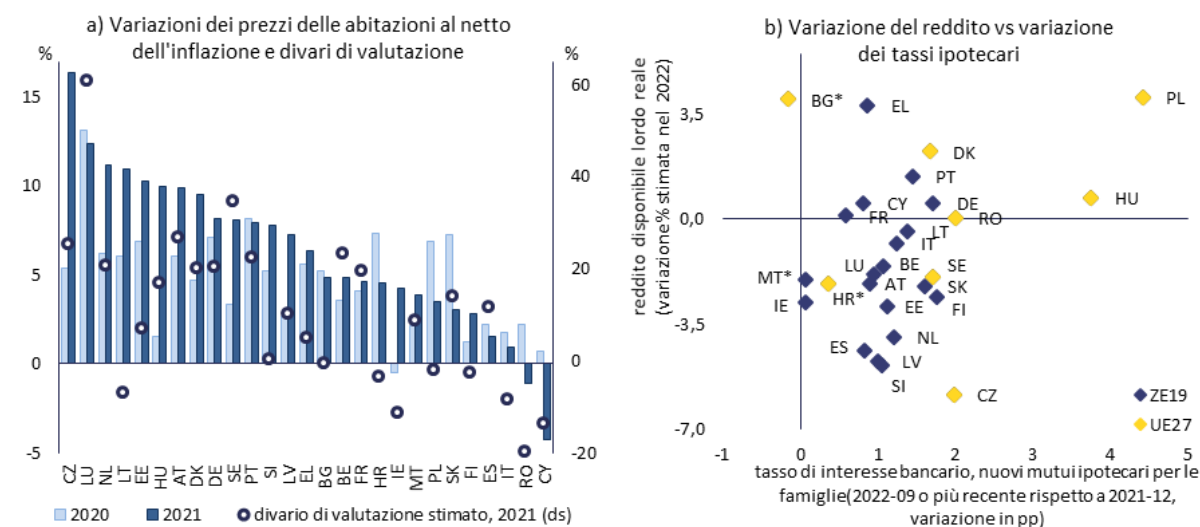 a) Variazioni dei prezzi delle abitazioni al netto
dell'inflazione e divari di valutazione
%
%
15
10
5
0
-5
60
40
20
0
-20
CZ
LU
NL
LT
EE
HU
AT
DK
DE
SE
PT
SI
LV
EL
BG
BE
FR
HR
IE
MT
PL
SK
FI
ES
IT
RO
CY
2020
2021
divario di valutazione stimato, 2021 (ds)
b) Variazione del reddito vs variazione
dei tassi ipotecari
reddito disponibile lordo reale
(variazione% stimata nel 2022)
3,5
0,0
-3,5
-7,0
BG*
EL
PL
DK
PT
CY
DE
HU
FR
RO
LT
IT
LU
BE
SE
MT*
AT
SK
HR*
IE
EE
FI
NL
ES
LV
SI
CZ
ZE19
UE27
-1
0
1
2
3
4
5
tasso di interesse bancario, nuovi mutui ipotecari per le
famiglie(2022-09 o più recente rispetto a 2021-12,
variazione in pp)